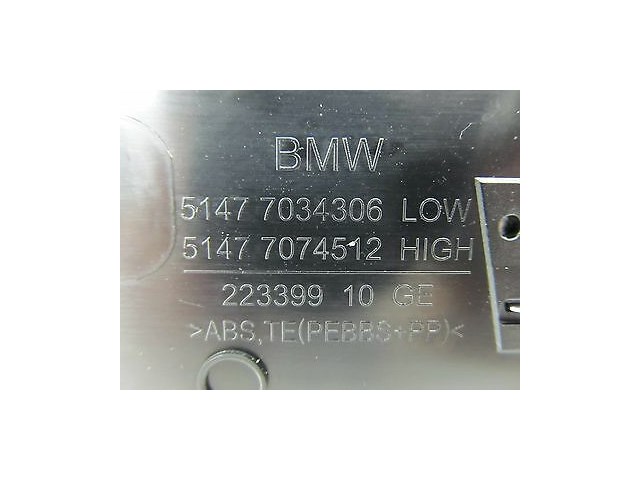 BMW
5147 7034306 LOW
5147 7074512 HIGH
223399 10 GE
>ABS,TE(PEBBS+PP)<